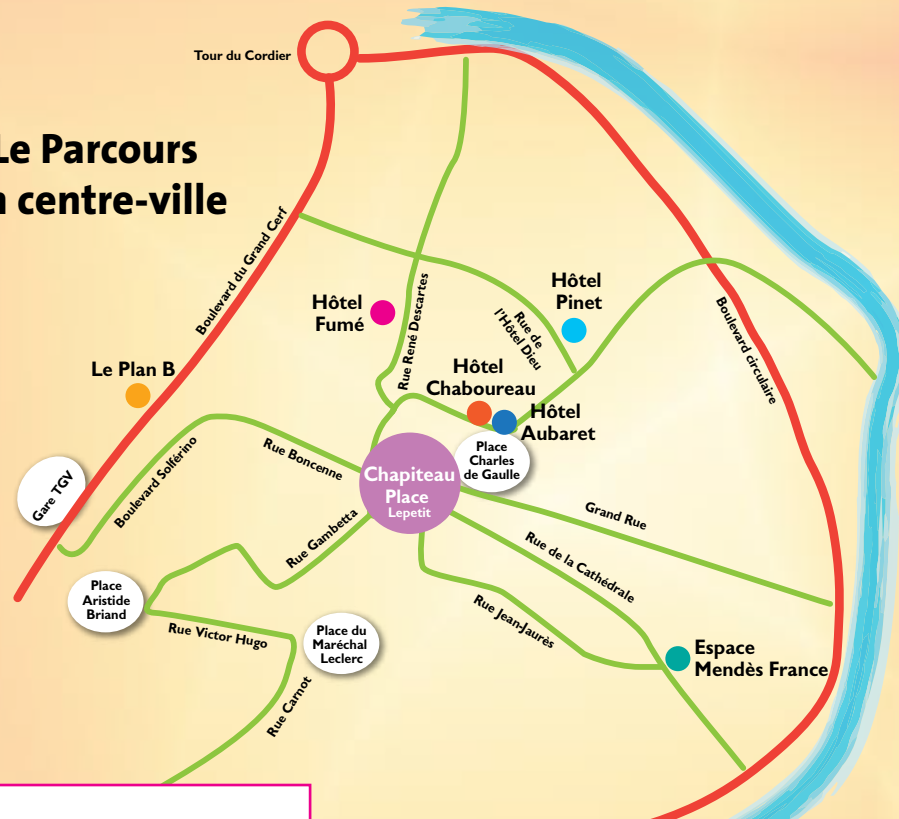 Tour du Cordier
Le Parcours
centre-ville
Boulevard du Grand Cerf
Hôtel
Fumé
Rue René Descartes
Rue de
l'Hôtel Dieu
Hôtel
Pinet
Boulevard circulaire
Le Plan B
Hôtel
Chaboureau
Hôtel
Aubaret
Place
Charles
de Gaulle
Gare TGV
Boulevard Solférino
Rue Boncenne
Chapiteau
Place
Lepetit
Grand Rue
Rue Gambetta
Rue de la Cathédrale
Place
Aristide
Briand
Rue Victor Hugo
Place du
Maréchal
Leclerc
Rue Jean-Jaurès
Espace
Mendès France
Rue Carnot